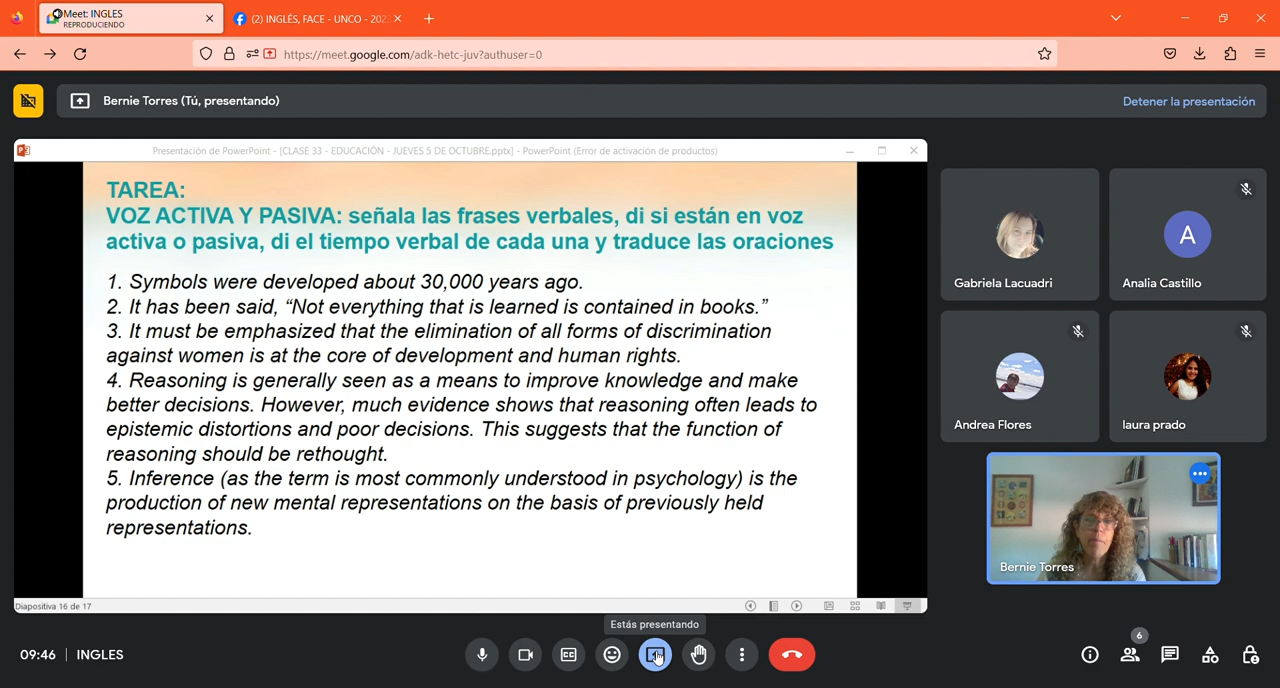 Meet: INGLES
REPRODUCIENDO
(2) INGLÉS, FACE - UNCO - 202
https://meet.google.com/adk-hetc-juv?authuser=0
Bernie Torres (Tú, presentando)
Detener la presentación
Presentación de PowerPoint - [CLASE 33 - EDUCACIÓN - JUEVES 5 DE OCTUBRE.pptx] - PowerPoint (Error de activación de productos)
TAREA:
VOZ ACTIVA Y PASIVA: señala las frases verbales, di si están en voz
activa o pasiva, di el tiempo verbal de cada una y traduce las oraciones
1. Symbols were developed about 30,000 years ago.
2. It has been said, “Not everything that is learned is contained in books.”
3. It must be emphasized that the elimination of all forms of discrimination
against women is at the core of development and human rights.
4. Reasoning is generally seen as a means to improve knowledge and make
better decisions. However, much evidence shows that reasoning often leads to
epistemic distortions and poor decisions. This suggests that the function of
reasoning should be rethought.
5. Inference (as the term is most commonly understood in psychology) is the
production of new mental representations on the basis of previously held
representations.
Diapositiva 16 de 17
Gabriela Lacuadri
A
Analia Castillo
Andrea Flores
laura prado
Bernie Torres
Estás presentando
09:46 | INGLES
6